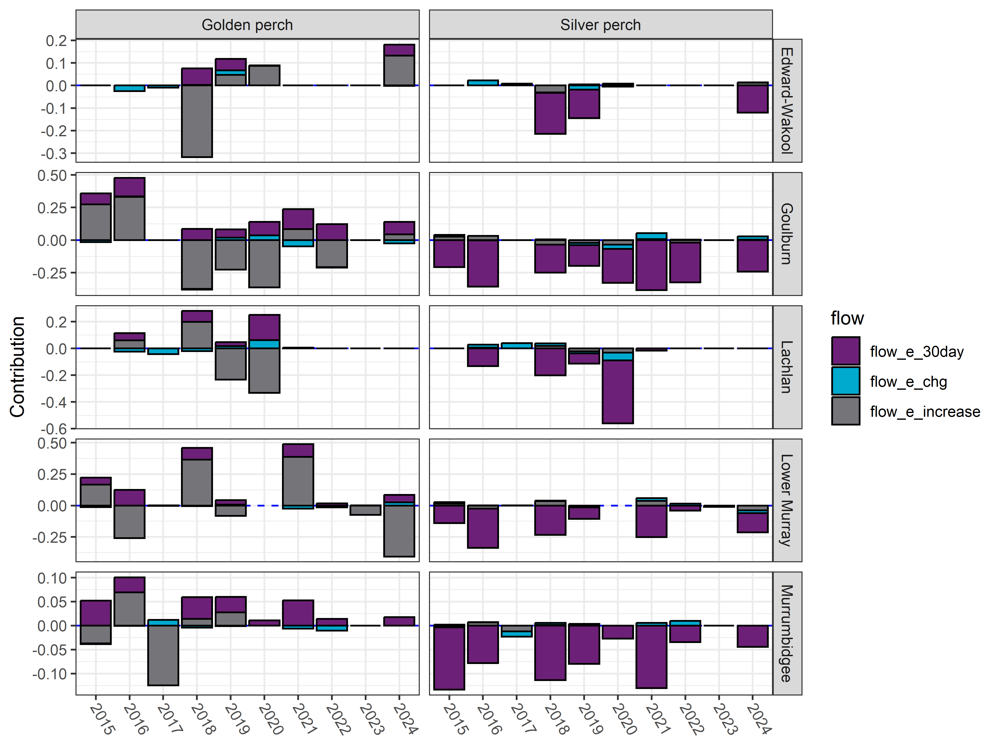 Golden perch
Silver perch
0.2
0.1
0.0
-0.1
-0.2
-0.3
Edward-Wakool
0.50
0.25
0.00
-0.25
Goulburn
0.2
0.0
-0.2
-0.4
-0.6
Lachlan
0.50
0.25
0.00
-0.25
Lower Murray
0.10
0.05
0.00
-0.05
-0.10
Murrumbidgee
Contribution
2015 2016 2017 2018 2019 2020 2021 2022 2023 2024
2015 2016 2017 2018 2019 2020 2021 2022 2023 2024
flow
flow_e_30day
flow_e_chg
flow_e_increase